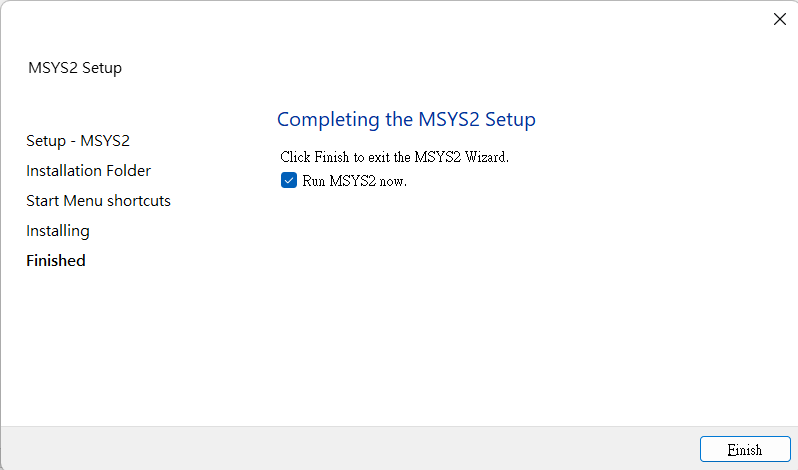 MSYS2 Setup
Setup - MSYS2
Installation Folder
Start Menu shortcuts
Installing
Finished
Completing the MSYS2 Setup
Click Finish to exit the MSYS2 Wizard.
Run MSYS2 now.
Finish